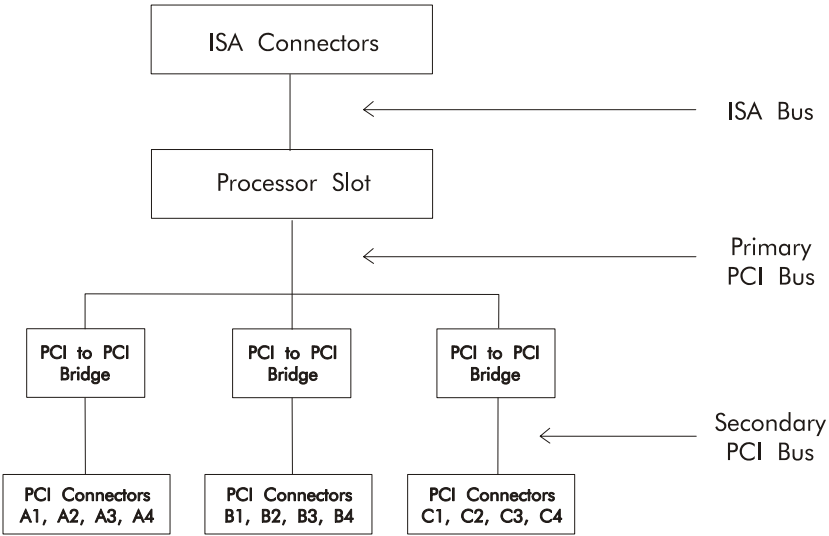 ISA Connectors
ISA Bus
Processor Slot
Primary
PCI Bus
PCI to PCI
Bridge
PCI to PCI
Bridge
PCI to PCI
Bridge
Secondary
PCI Bus
PCI Connectors
A1, A2, A3, A4
PCI Connectors
B1, B2, B3, B4
PCI Connectors
C1, C2, C3, C4